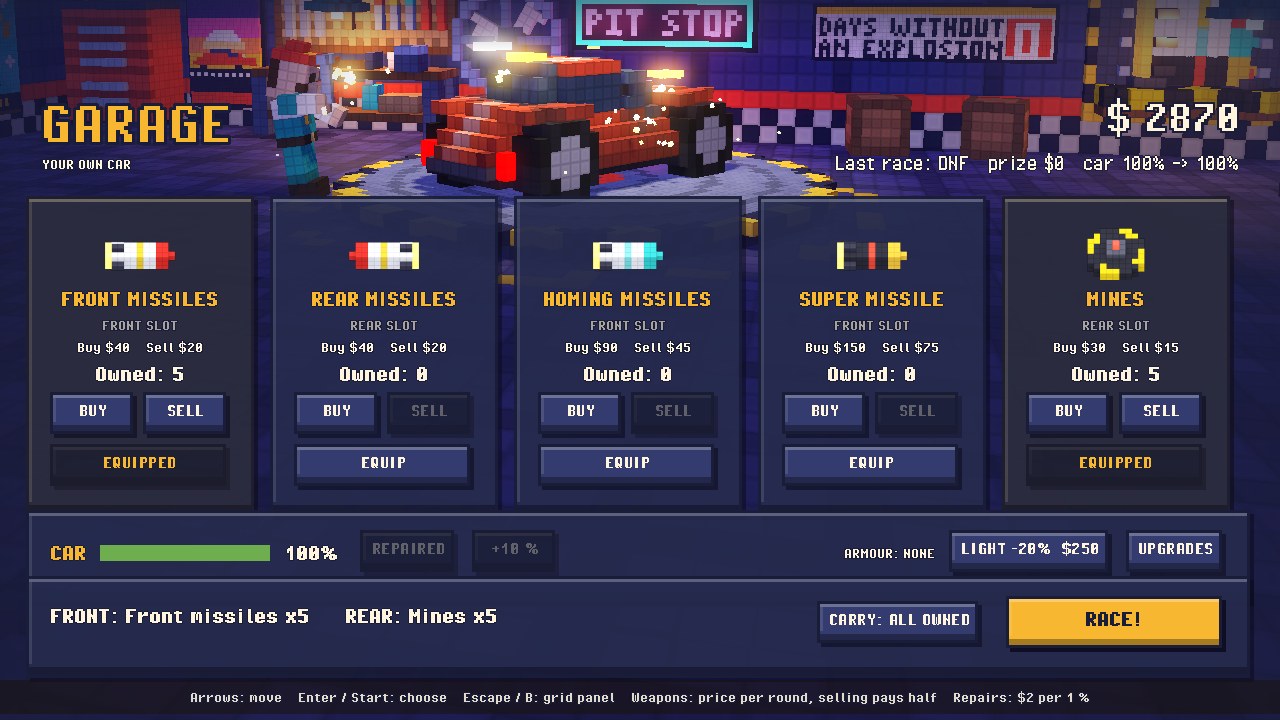 PIT STOP
DAYS WITHOUT
AN EXPLOSION
0
GARAGE
YOUR OWN CAR
$ 2870
Last race: DNF prize $0 car 100% -> 100%
FRONT MISSILES
FRONT SLOT
Buy $40 Sell $20
Owned: 5
BUY SELL
EQUIPPED
REAR MISSILES
REAR SLOT
Buy $40 Sell $20
Owned: 0
BUY SELL
EQUIP
HOMING MISSILES
FRONT SLOT
Buy $90 Sell $45
Owned: 0
BUY SELL
EQUIP
SUPER MISSILE
FRONT SLOT
Buy $150 Sell $75
Owned: 0
BUY SELL
EQUIP
MINES
REAR SLOT
Buy $30 Sell $15
Owned: 5
BUY SELL
EQUIPPED
CAR 100% REPAIRED +10 % ARMOUR: NONE LIGHT -20% $250 UPGRADES
FRONT: Front missiles x5 REAR: Mines x5 CARRY: ALL OWNED RACE!
Arrows: move Enter / Start: choose Escape / B: grid panel Weapons: price per round, selling pays half Repairs: $2 per 1 %